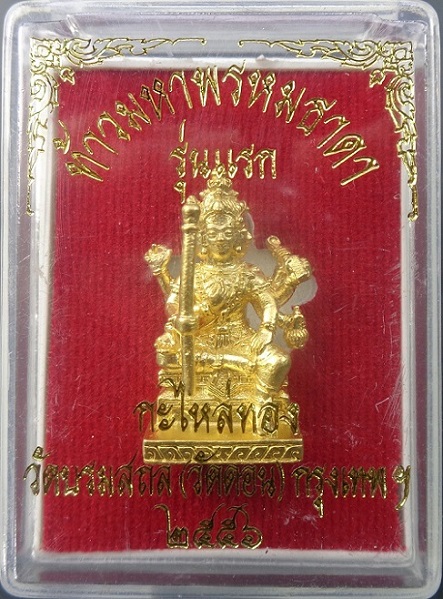 ท้าวมหาพรหมธาดา
รุ่นแรก
กะไหล่ทอง
วัดบรมสถล (วัดดอน) กรุงเทพฯ
๒๕๕๖